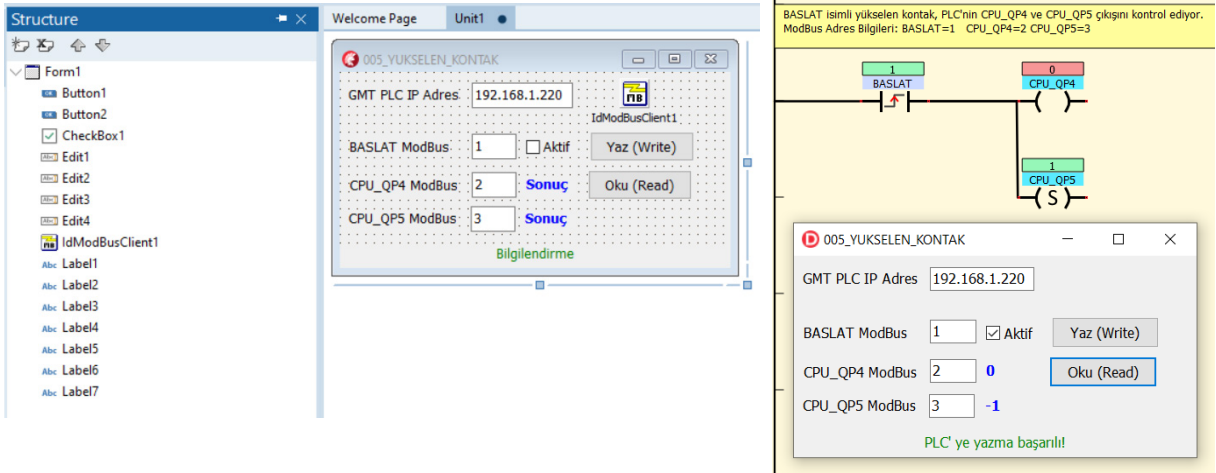 Structure
Form1
Button1
Button2
CheckBox1
Edit1
Edit2
Edit3
Edit4
IdModBusClient1
Label1
Label2
Label3
Label4
Label5
Label6
Label7
Welcome Page Unit1
005_YUKSELEN_KONTAK
GMT PLC IP Adres 192.168.1.220
IdModBusClient1
BASLAT ModBus 1 Aktif Yaz (Write)
CPU_QP4 ModBus 2 Sonuç Oku (Read)
CPU_QP5 ModBus 3 Sonuç
Bilgilendirme
BASLAT isimli yükselen kontak, PLC'nin CPU_QP4 ve CPU_QP5 çıkışını kontrol ediyor.
ModBus Adres Bilgileri: BASLAT=1 CPU_QP4=2 CPU_QP5=3
1 0
BASLAT CPU_QP4
1
CPU_QP5
S
005_YUKSELEN_KONTAK
GMT PLC IP Adres 192.168.1.220
BASLAT ModBus 1 Aktif Yaz (Write)
CPU_QP4 ModBus 2 0 Oku (Read)
CPU_QP5 ModBus 3 -1
PLC' ye yazma başarılı!